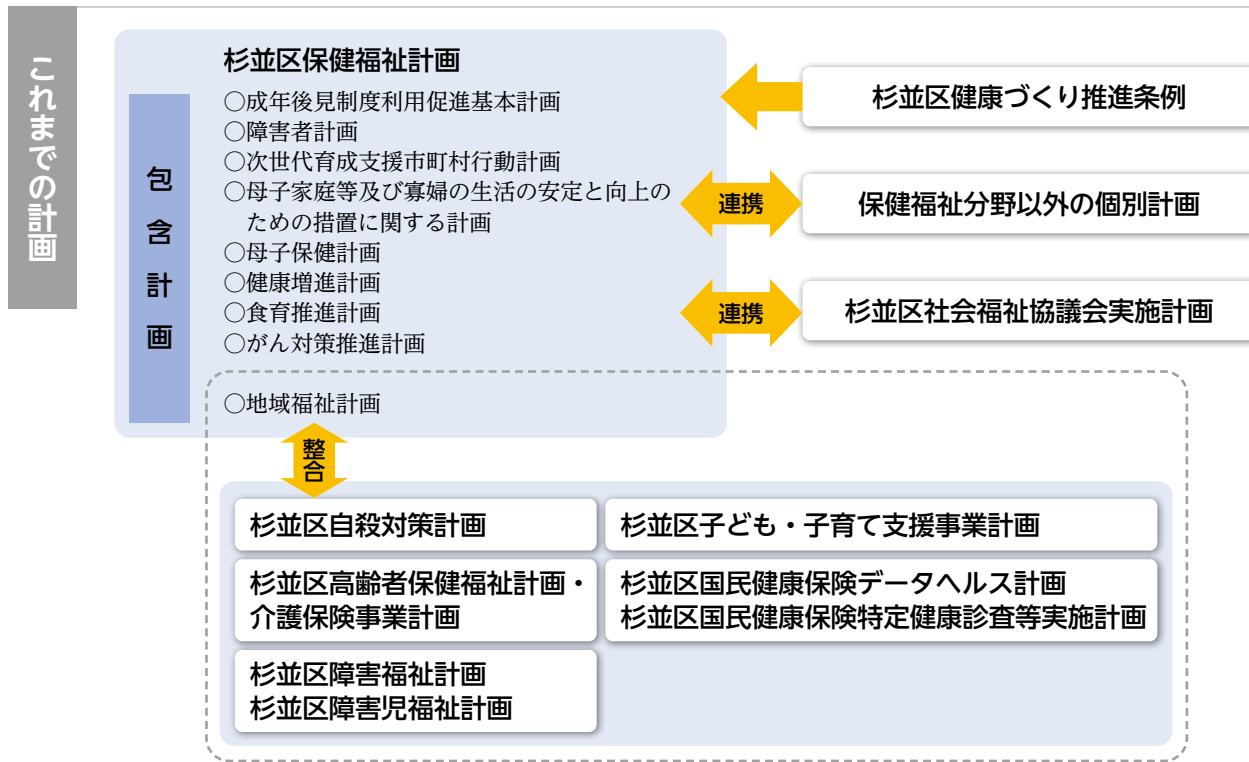 これまでの計画
杉並区保健福祉計画
包含計画
○成年後見制度利用促進基本計画
○障害者計画
○次世代育成支援市町村行動計画
○母子家庭等及び寡婦の生活の安定と向上の
ための措置に関する計画
○母子保健計画
○健康増進計画
○食育推進計画
○がん対策推進計画
○地域福祉計画
杉並区健康づくり推進条例
連携
保健福祉分野以外の個別計画
連携
杉並区社会福祉協議会実施計画
整合
杉並区自殺対策計画
杉並区子ども・子育て支援事業計画
杉並区高齢者保健福祉計画・
介護保険事業計画
杉並区国民健康保険データヘルス計画
杉並区国民健康保険特定健康診査等実施計画
杉並区障害福祉計画
杉並区障害児福祉計画